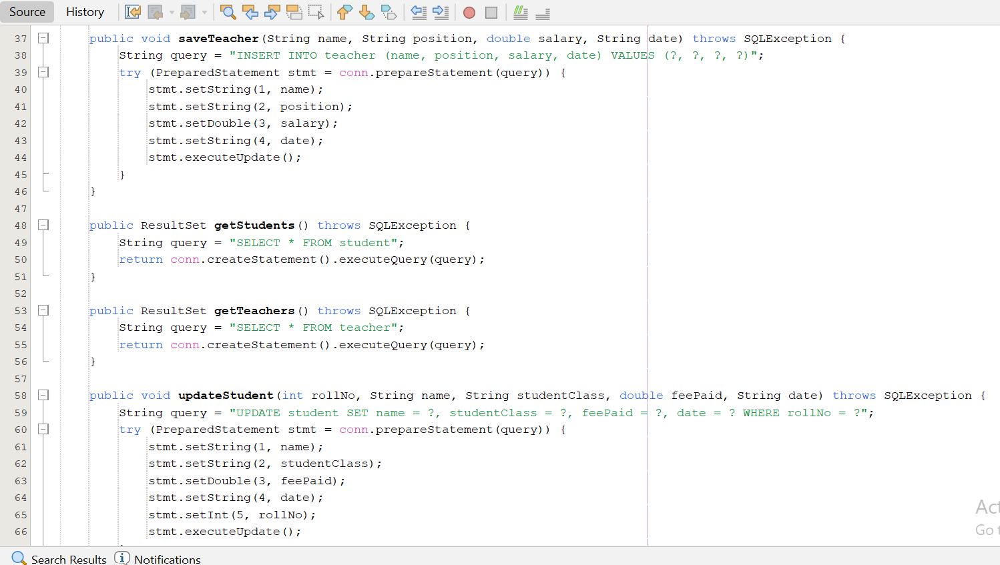 Source History
37 public void saveTeacher(String name, String position, double salary, String date) throws SQLException {
38 String query = "INSERT INTO teacher (name, position, salary, date) VALUES (?, ?, ?, ?)";
39 try (PreparedStatement stmt = conn.prepareStatement(query)) {
40 stmt.setString(1, name);
41 stmt.setString(2, position);
42 stmt.setDouble(3, salary);
43 stmt.setString(4, date);
44 stmt.executeUpdate();
45 }
46 }
47
48 public ResultSet getStudents() throws SQLException {
49 String query = "SELECT * FROM student";
50 return conn.createStatement().executeQuery(query);
51 }
52
53 public ResultSet getTeachers() throws SQLException {
54 String query = "SELECT * FROM teacher";
55 return conn.createStatement().executeQuery(query);
56 }
57
58 public void updateStudent(int rollNo, String name, String studentClass, double feePaid, String date) throws SQLException {
59 String query = "UPDATE student SET name = ?, studentClass = ?, feePaid = ?, date = ? WHERE rollNo = ?";
60 try (PreparedStatement stmt = conn.prepareStatement(query)) {
61 stmt.setString(1, name);
62 stmt.setString(2, studentClass);
63 stmt.setDouble(3, feePaid);
64 stmt.setString(4, date);
65 stmt.setInt(5, rollNo);
66 stmt.executeUpdate();
Act
Go t
Search Results Notifications